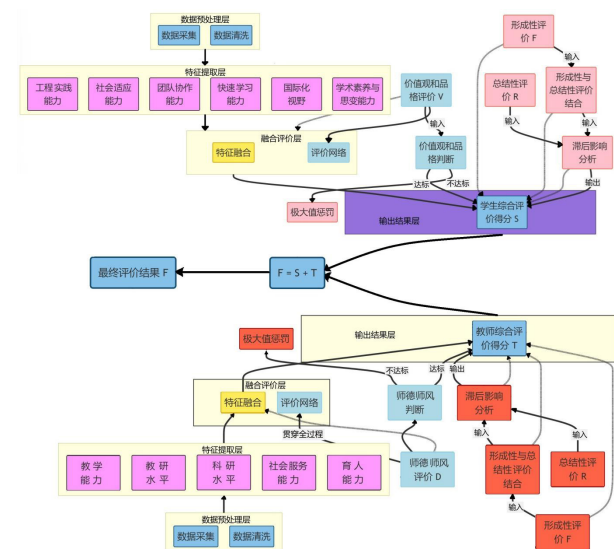 数据预处理层
数据采集
数据清洗
特征提取层
工程实践
能力
社会适应
能力
团队协作
能力
快速学习
能力
国际化
视野
学术素养与
思变能力
融合评价层
特征融合
评价网络
价值观和品
格评价 V
输入
价值观和品
格判断
达标
不达标
极大值惩罚
形成性评
价 F
输入
总结性评
价 R
形成性与
总结性评价
结合
输入
输入
滞后影响
分析
输出
输出结果层
学生综合评
价得分 S
最终评价结果 F
F = S + T
输出结果层
教师综合评
价得分 T
极大值惩罚
不达标
达标
输出
融合评价层
特征融合
评价网络
贯穿全过程
师德师风
判断
滞后影响
分析
特征提取层
教 学
能 力
教 研
水 平
科 研
水 平
社会服务
能 力
育 人
能 力
师德师风
评价 D
输入
输入
形成性与总
结性评价
结合
总结性评
价 R
输入
形成性评
价 F
数据预处理层
数据采集
数据清洗